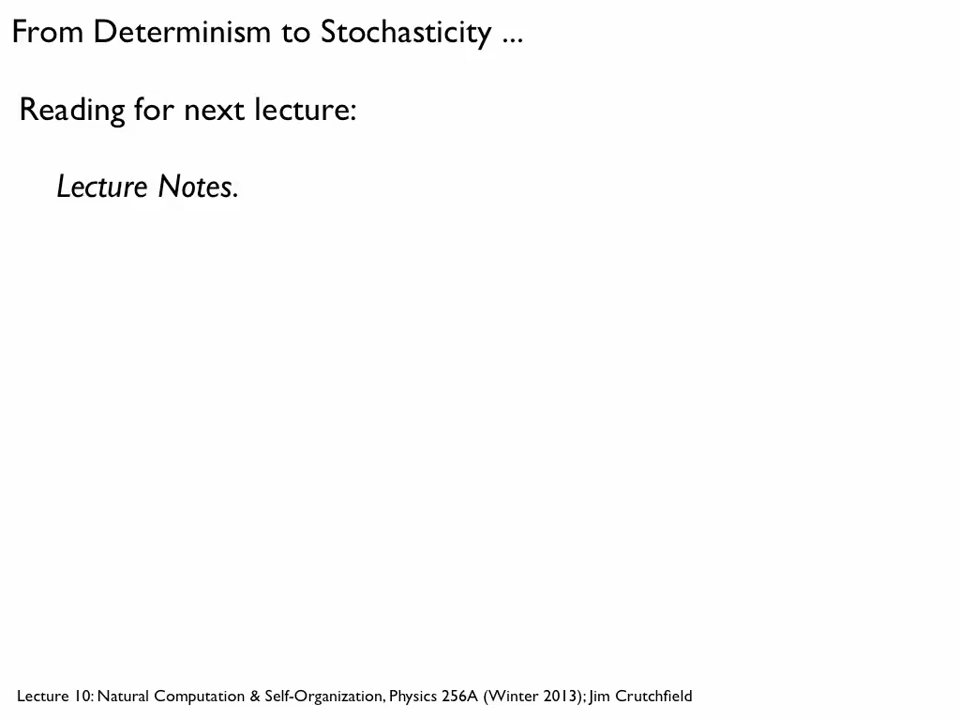 From Determinism to Stochasticity ...
Reading for next lecture:
Lecture Notes.
Lecture 10: Natural Computation & Self-Organization, Physics 256A (Winter 2013); Jim Crutchfield